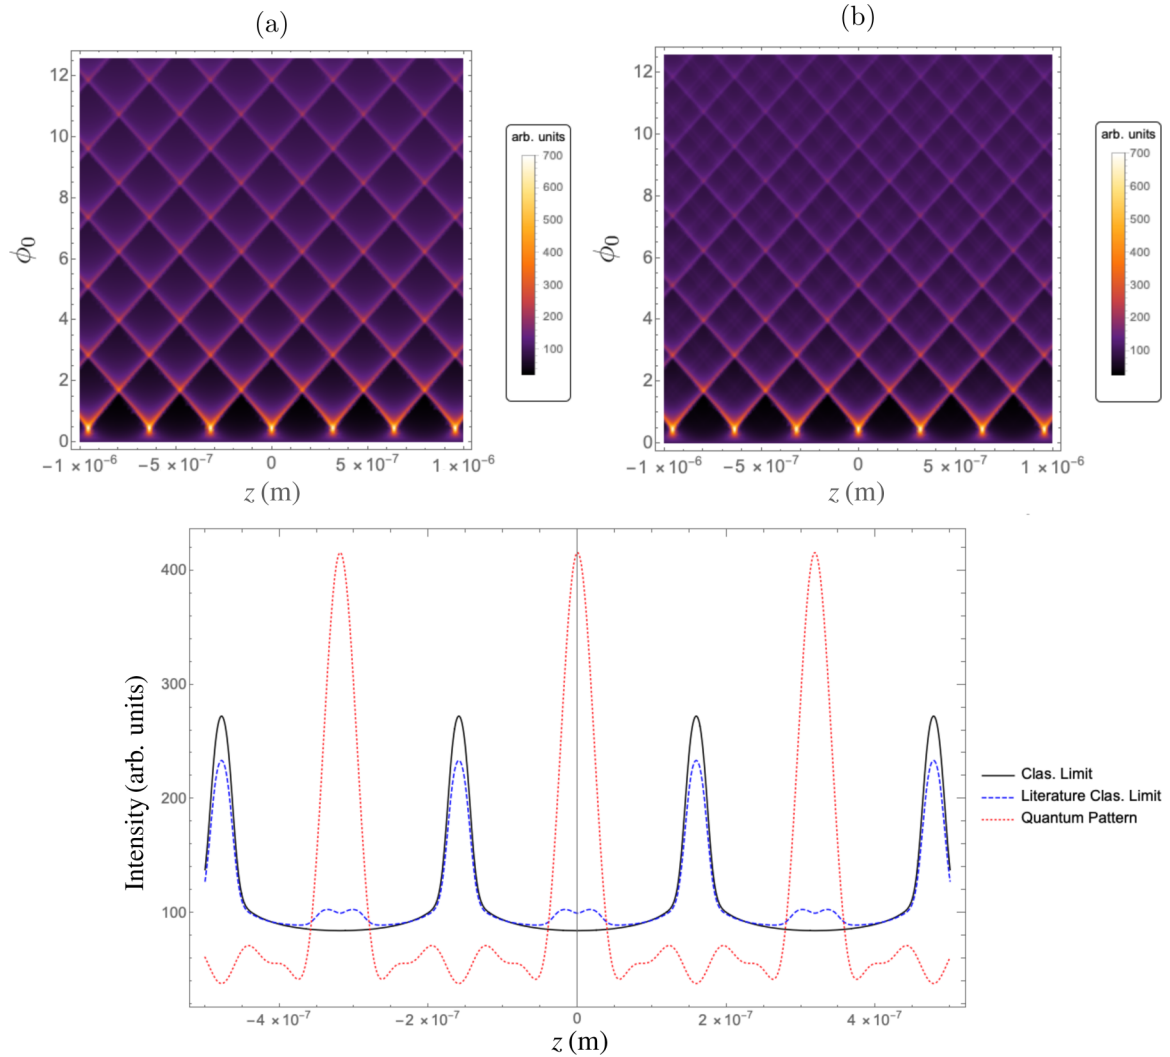 (a)
(b)
ϕ₀
12
10
8
6
4
2
0
−1 × 10⁻⁶ −5 × 10⁻⁷ 0 5 × 10⁻⁷ 1 × 10⁻⁶
z (m)
arb. units
700
600
500
400
300
200
100
ϕ₀
12
10
8
6
4
2
0
−1 × 10⁻⁶ −5 × 10⁻⁷ 0 5 × 10⁻⁷ 1 × 10⁻⁶
z (m)
arb. units
700
600
500
400
300
200
100
Intensity (arb. units)
400
300
200
100
−4 × 10⁻⁷ −2 × 10⁻⁷ 0 2 × 10⁻⁷ 4 × 10⁻⁷
z (m)
Clas. Limit
Literature Clas. Limit
Quantum Pattern